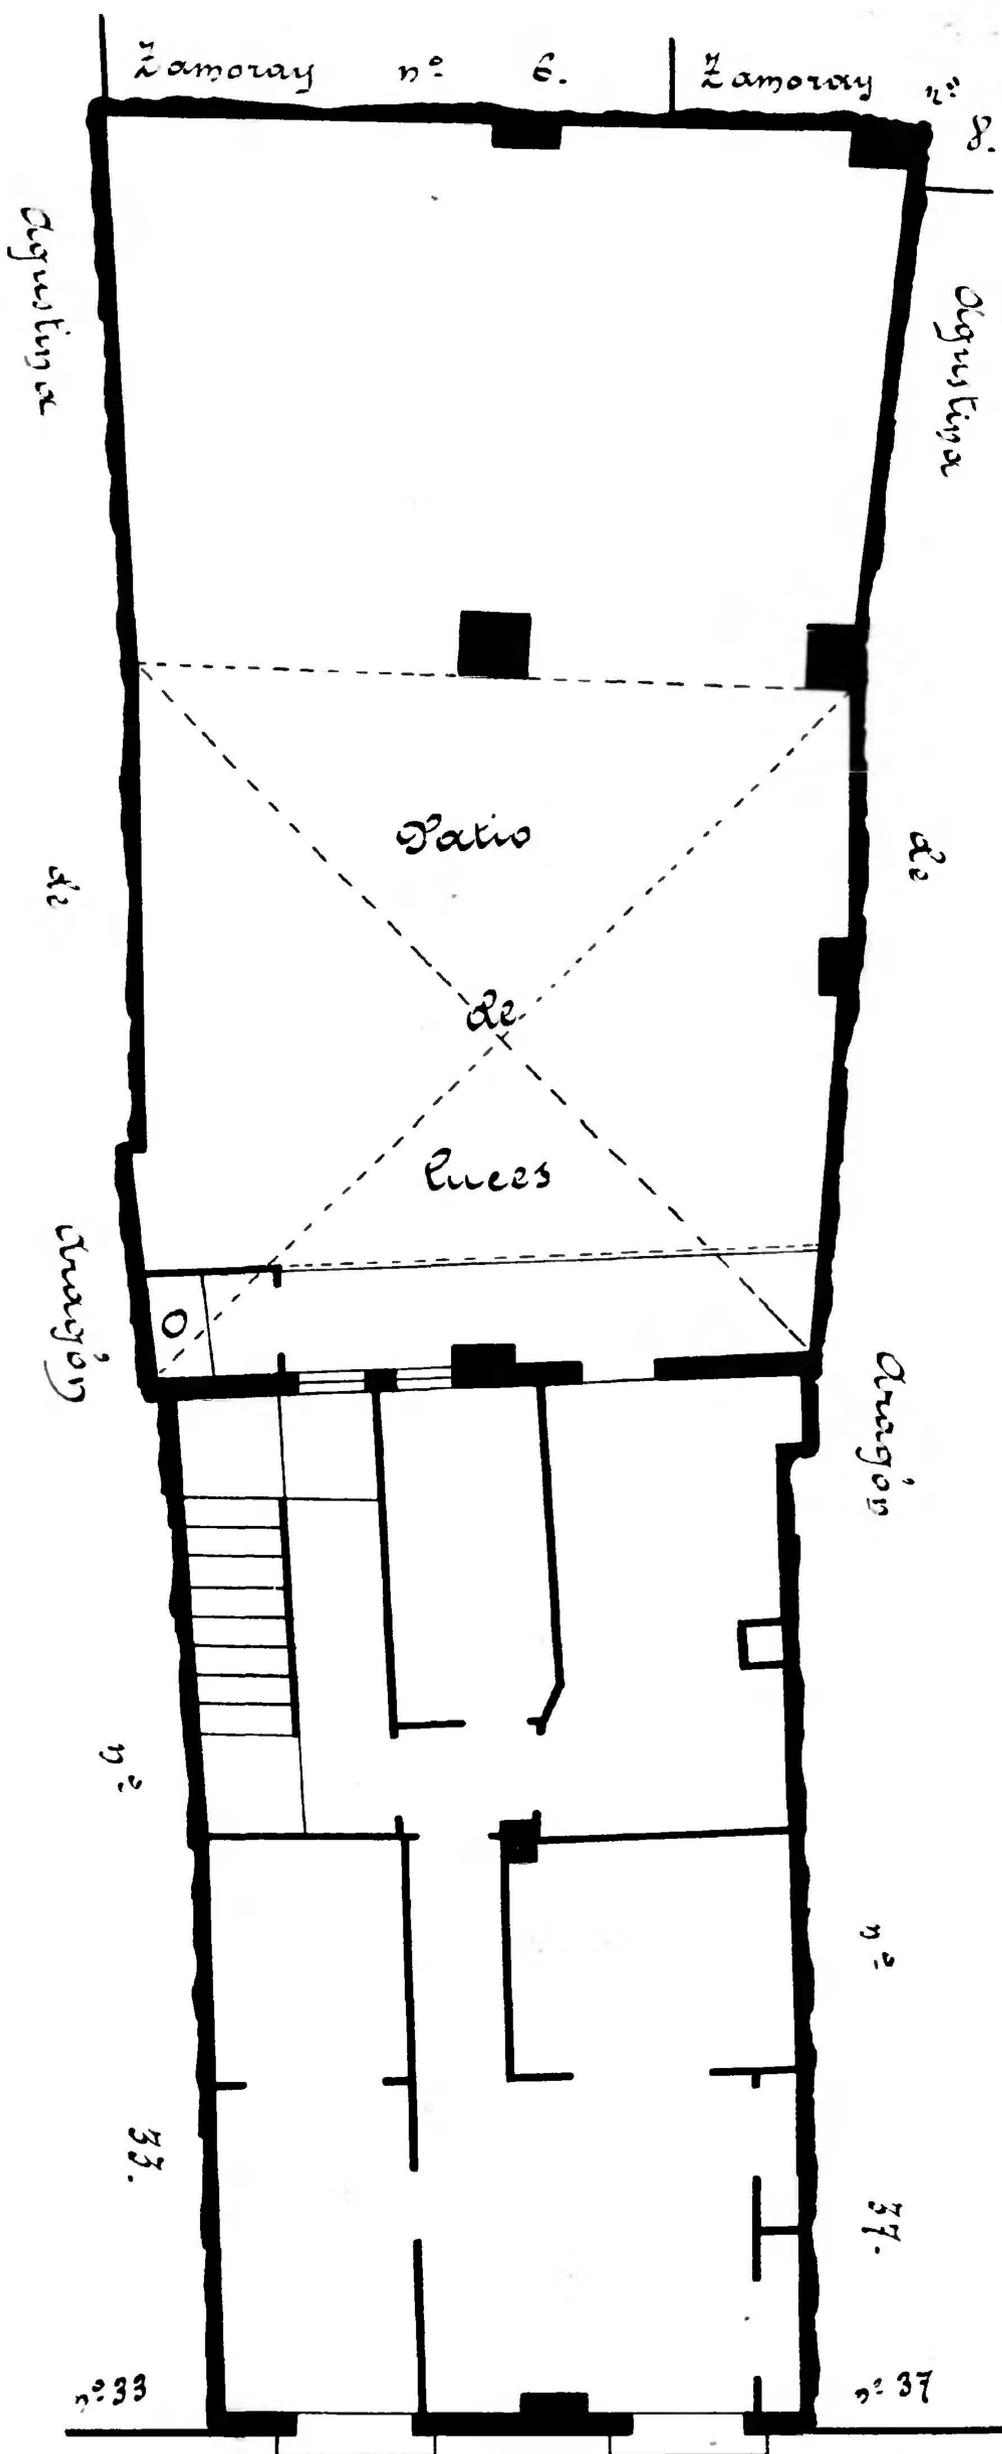 Zamoray nº 6.
Zamoray nº 8.
Agustina de Aragón nº 33.
Agustina de Aragón nº 37.
Patio
de
luces
nº 33
nº 37